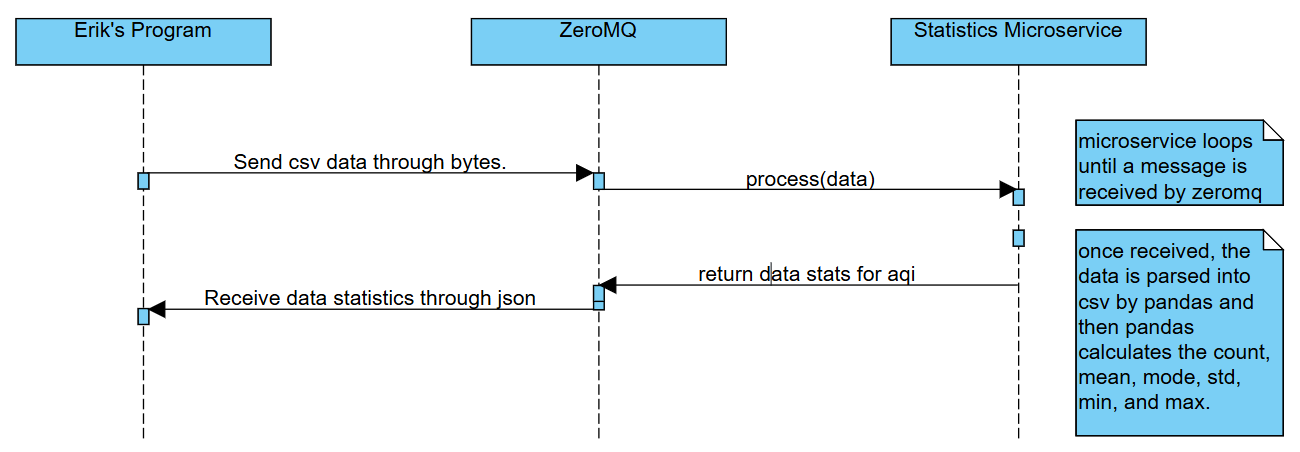 Erik's Program
ZeroMQ
Statistics Microservice
Send csv data through bytes.
process(data)
microservice loops
until a message is
received by zeromq
return data stats for aqi
Receive data statistics through json
once received, the
data is parsed into
csv by pandas and
then pandas
calculates the count,
mean, mode, std,
min, and max.